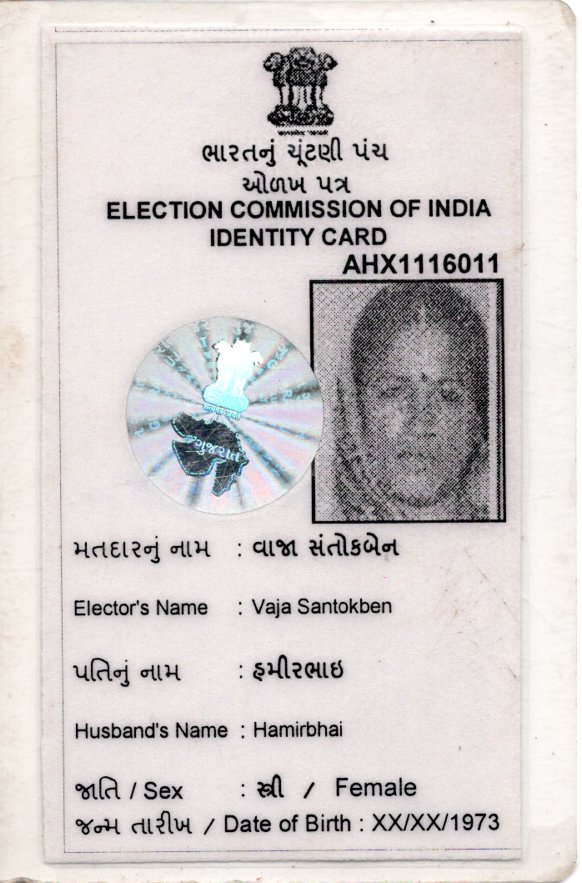 ભારતનું ચૂંટણી પંચ
ઓળખ પત્ર
ELECTION COMMISSION OF INDIA
IDENTITY CARD
AHX1116011
ગુજરાત
મતદારનું નામ : વાજા સંતોકબેન
Elector's Name : Vaja Santokben
પતિનું નામ : હમીરભાઇ
Husband's Name : Hamirbhai
જાતિ / Sex : સ્ત્રી / Female
જન્મ તારીખ / Date of Birth : XX/XX/1973